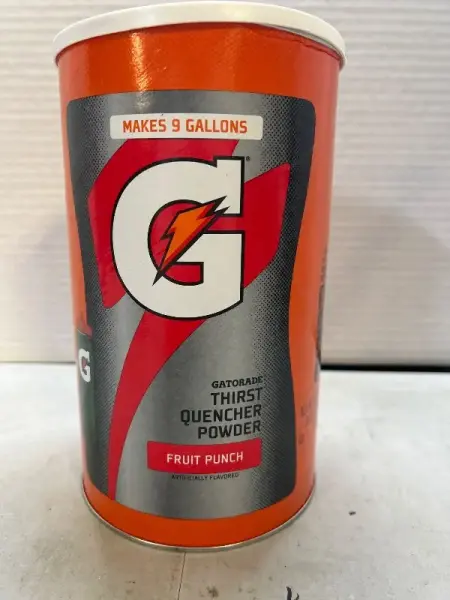 MAKES 9 GALLONS
G
G
GATORADE
THIRST
QUENCHER
POWDER
FRUIT PUNCH
ARTIFICIALLY FLAVORED